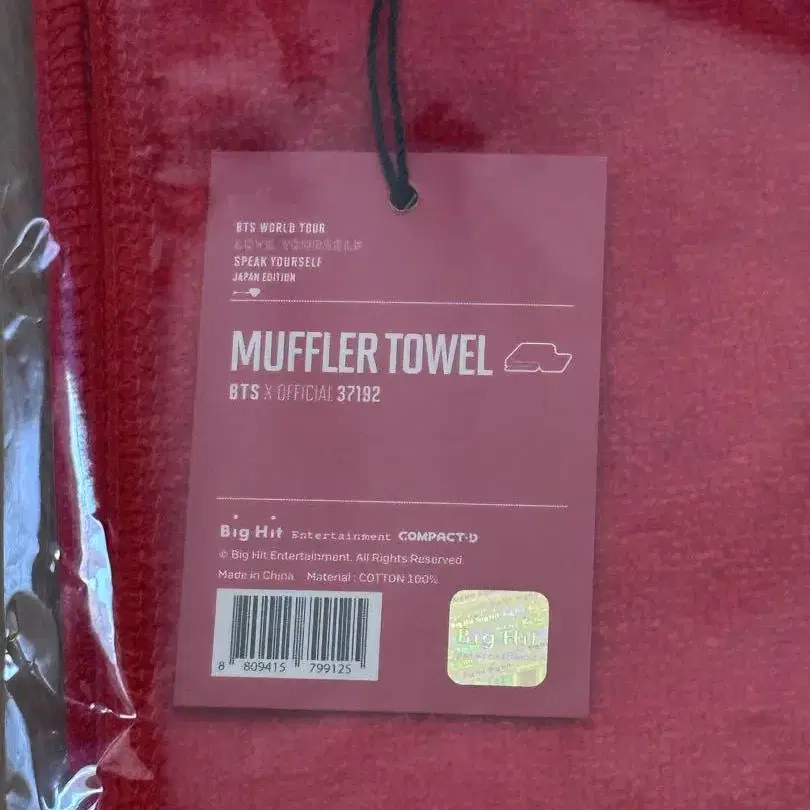 BTS WORLD TOUR
LOVE YOURSELF
SPEAK YOURSELF
JAPAN EDITION
MUFFLER TOWEL
BTS X OFFICIAL 37192
Big Hit Entertainment COMPACT·D
© Big Hit Entertainment. All Rights Reserved.
Made in China Material : COTTON 100%
8 809415 799125
Big Hit
Entertainment